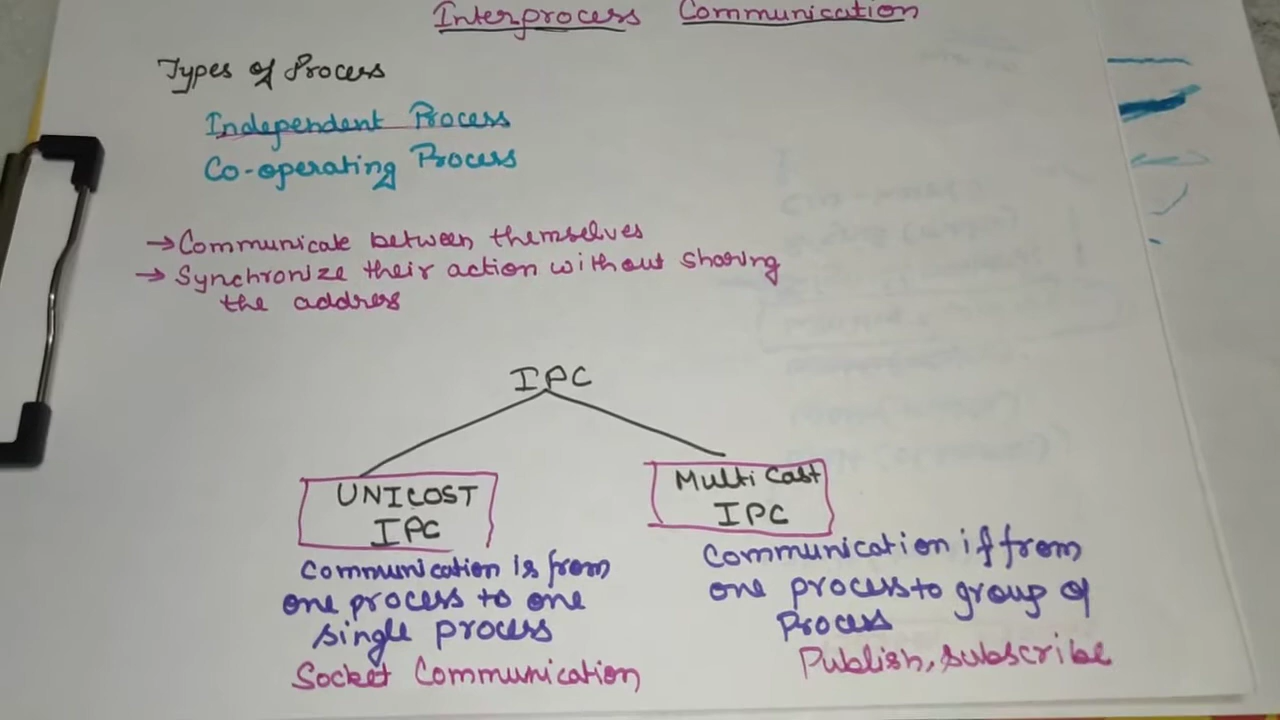 Interprocess Communication
Types of Process
Independent Process
Co-operating Process
→ Communicate between themselves
→ Synchronize their action without sharing
the address
IPC
UNICOST
IPC
Multi Cast
IPC
Communication is from
one process to one
single process
Socket Communication
Communication if from
one process to group of
Process
Publish, subscribe